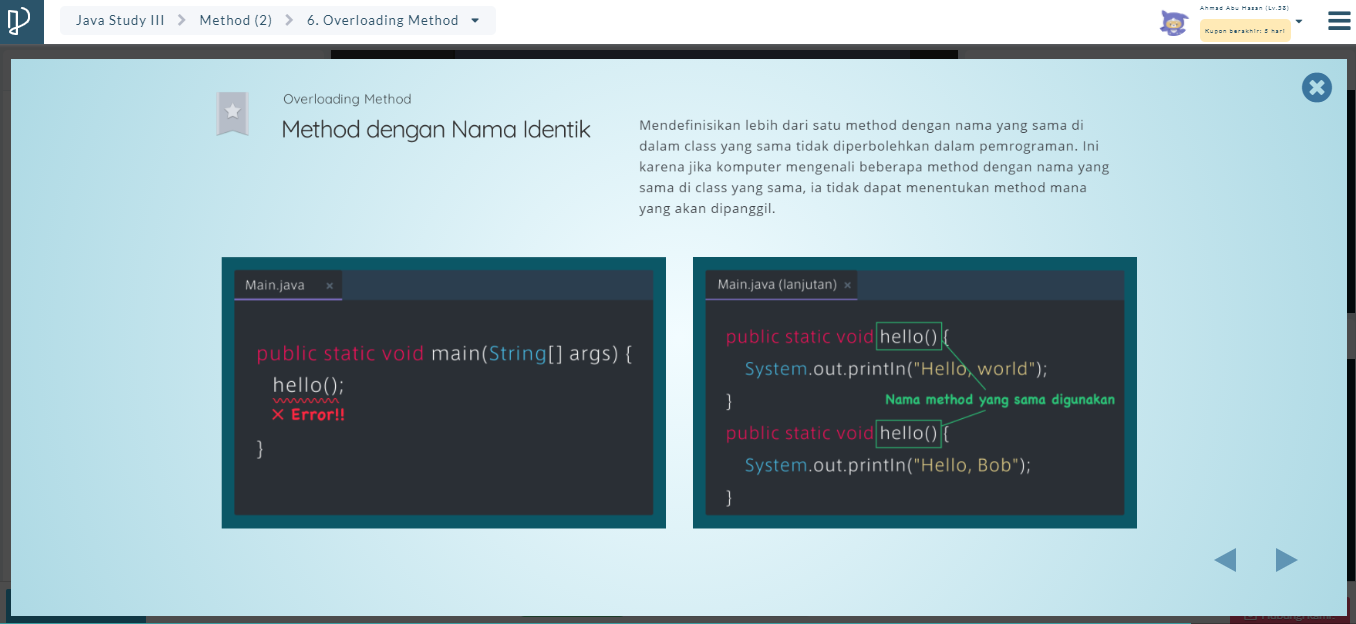 Java Study III
Method (2)
6. Overloading Method
Ahmad Abu Hasan (Lv.38)
Kupon berakhir: 5 hari
Overloading Method
Method dengan Nama Identik
Mendefinisikan lebih dari satu method dengan nama yang sama di
dalam class yang sama tidak diperbolehkan dalam pemrograman. Ini
karena jika komputer mengenali beberapa method dengan nama yang
sama di class yang sama, ia tidak dapat menentukan method mana
yang akan dipanggil.
Main.java ×
public static void main(String[] args) {
hello();
× Error!!
}
Main.java (lanjutan) ×
public static void hello() {
System.out.println("Hello, world");
}
Nama method yang sama digunakan
public static void hello() {
System.out.println("Hello, Bob");
}